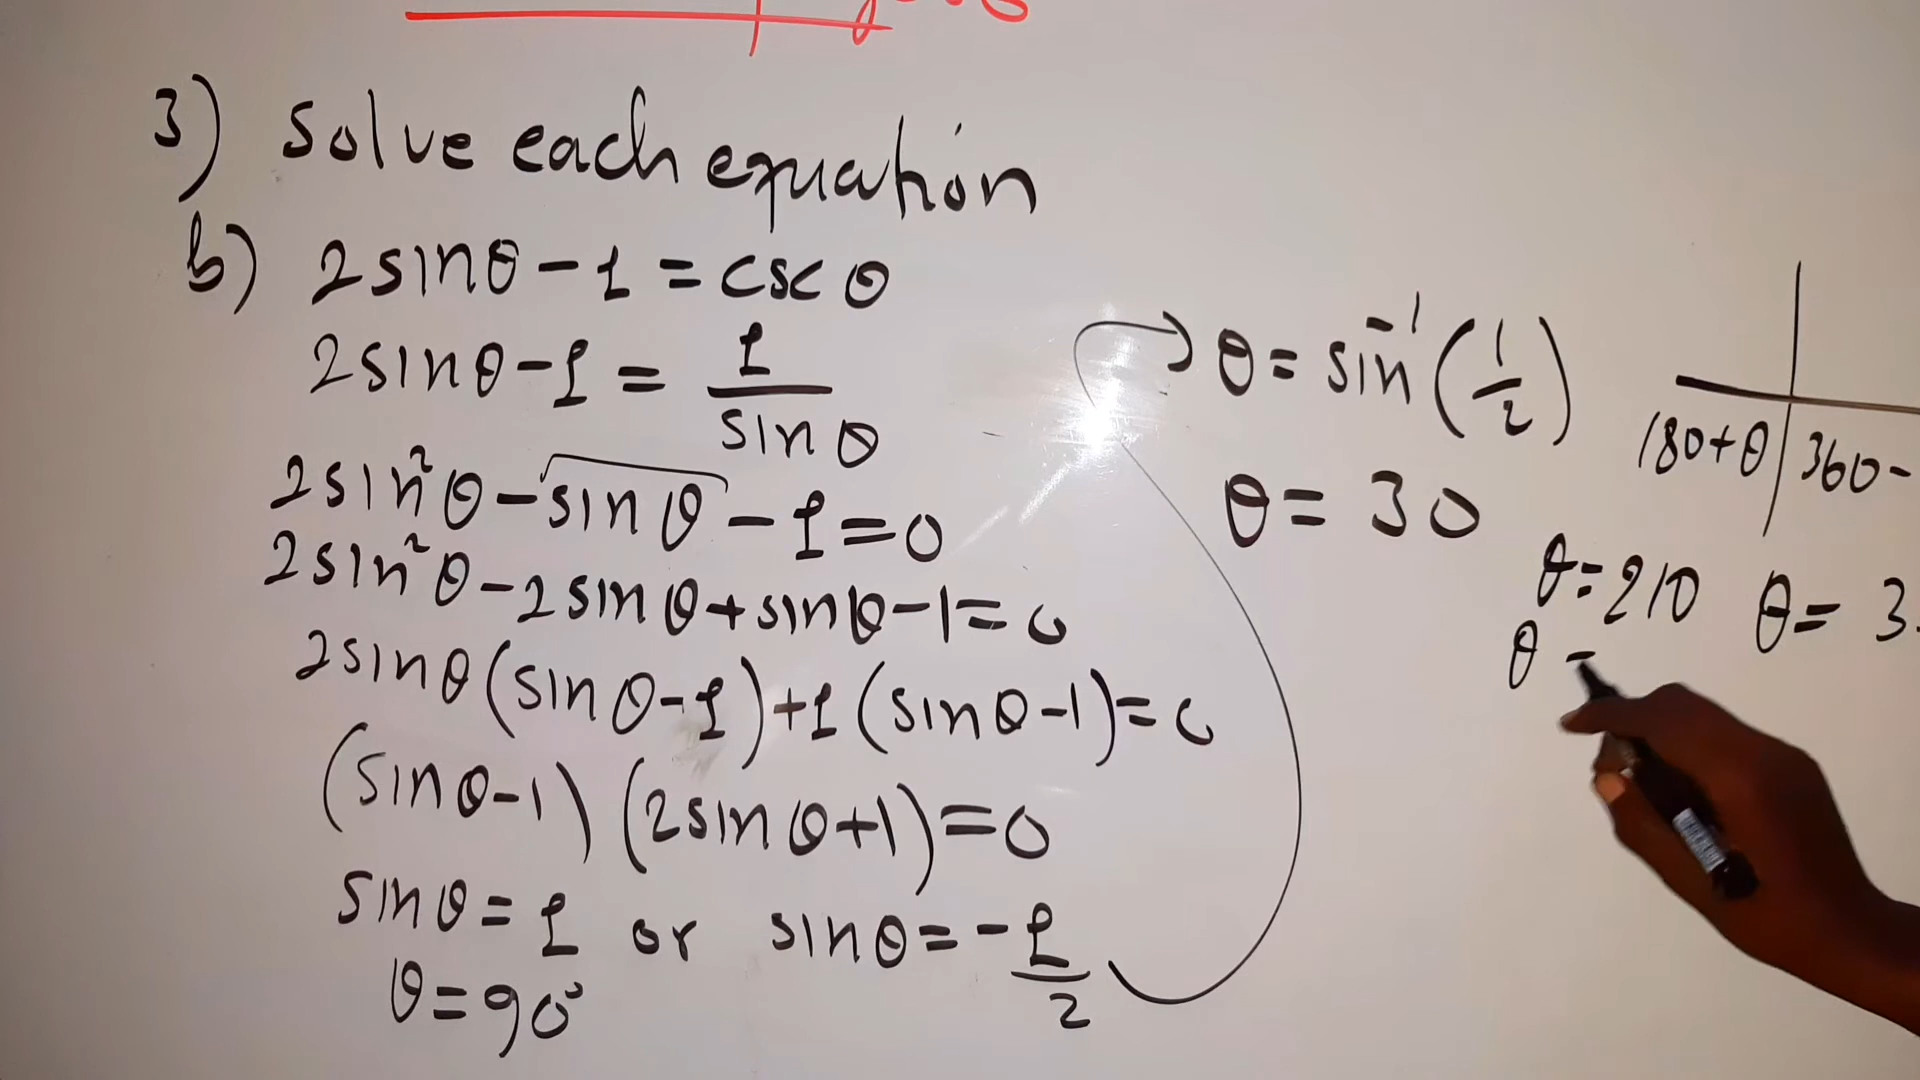 3) solve each equation
b) 2sinθ-1=cscθ
2sinθ-1=1/sinθ
2sin²θ-sinθ-1=0
2sin²θ-2sinθ+sinθ-1=0
2sinθ(sinθ-1)+1(sinθ-1)=0
(sinθ-1)(2sinθ+1)=0
sinθ=1 or sinθ=-1/2
θ=90°
θ=sin⁻¹(1/2)
θ=30
180+θ 360-
θ=210 θ=3
θ=